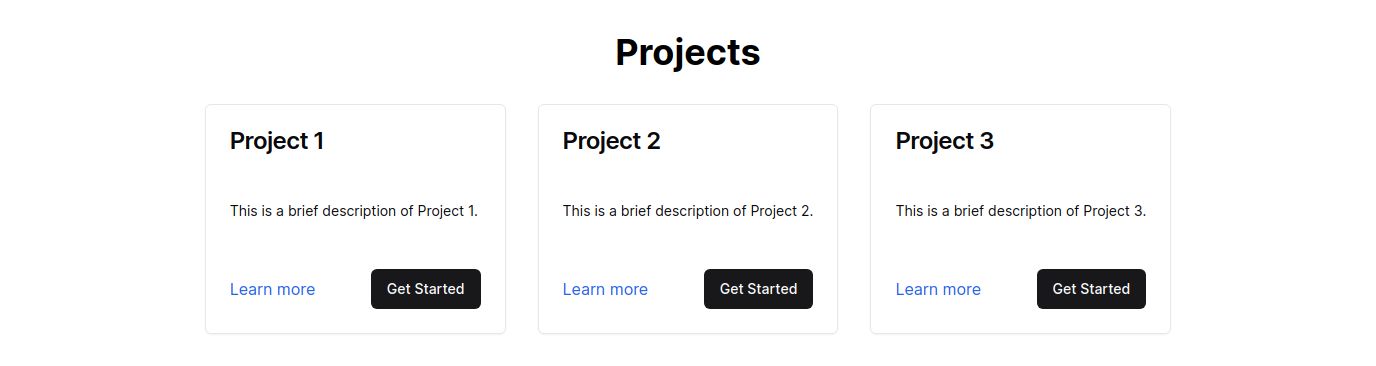 Projects
Project 1
This is a brief description of Project 1.
Learn more
Get Started
Project 2
This is a brief description of Project 2.
Learn more
Get Started
Project 3
This is a brief description of Project 3.
Learn more
Get Started